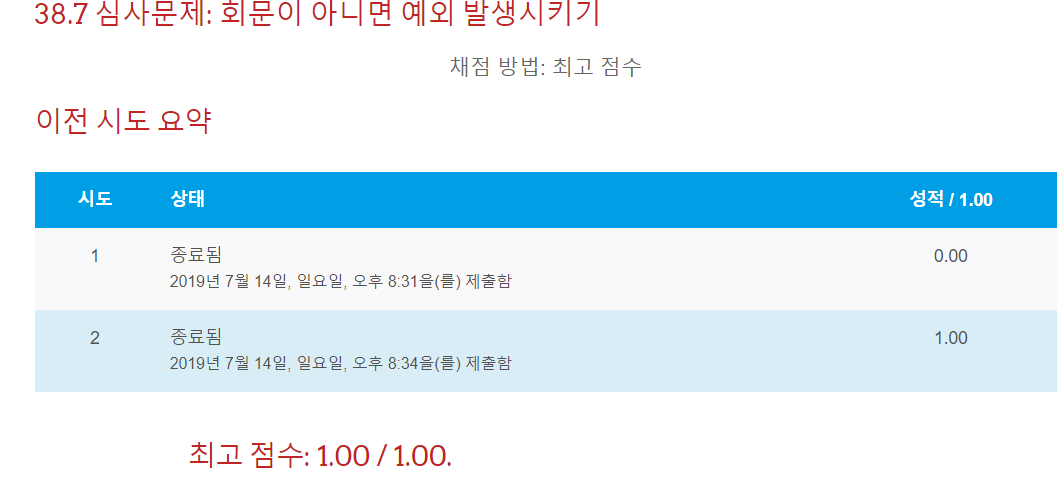 38.7 심사문제: 회문이 아니면 예외 발생시키기
채점 방법: 최고 점수
이전 시도 요약
시도 상태 성적 / 1.00
1 종료됨 0.00
2019년 7월 14일, 일요일, 오후 8:31을(를) 제출함
2 종료됨 1.00
2019년 7월 14일, 일요일, 오후 8:34을(를) 제출함
최고 점수: 1.00 / 1.00.